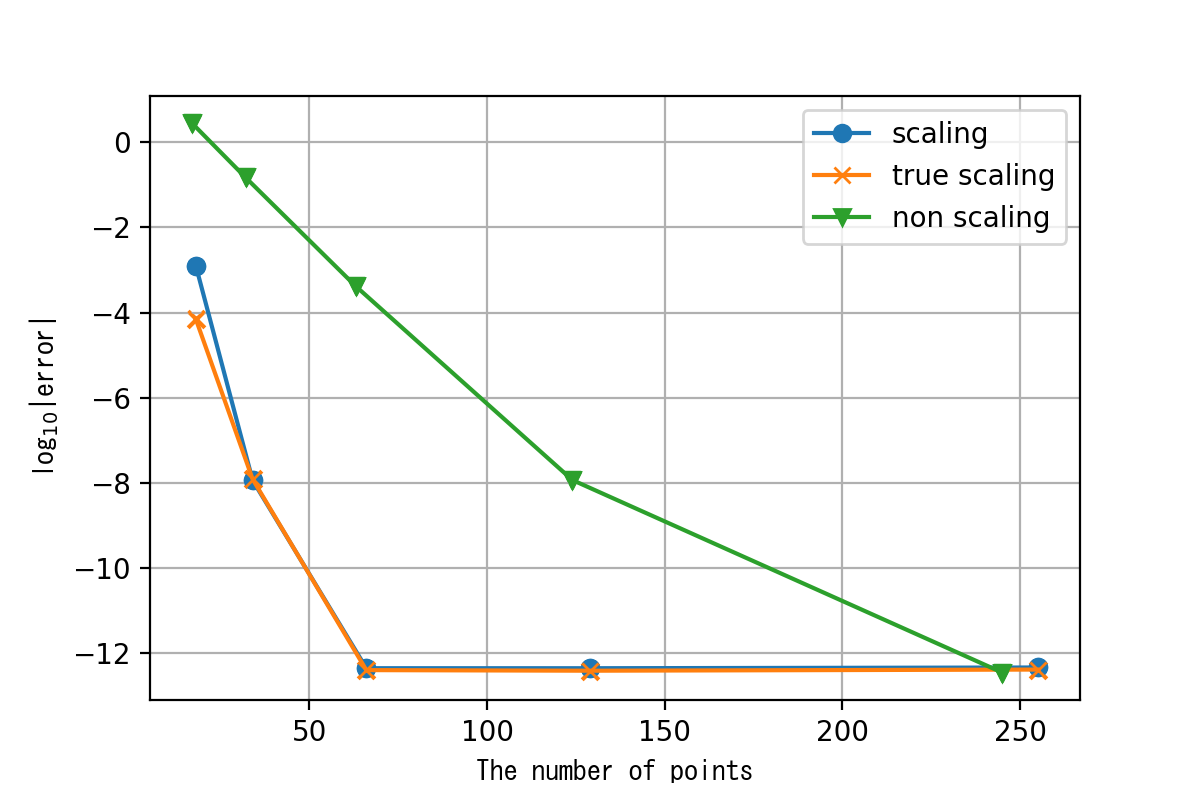 scaling
true scaling
non scaling
0
−2
−4
−6
−8
−10
−12
log₁₀|error|
50
100
150
200
250
The number of points